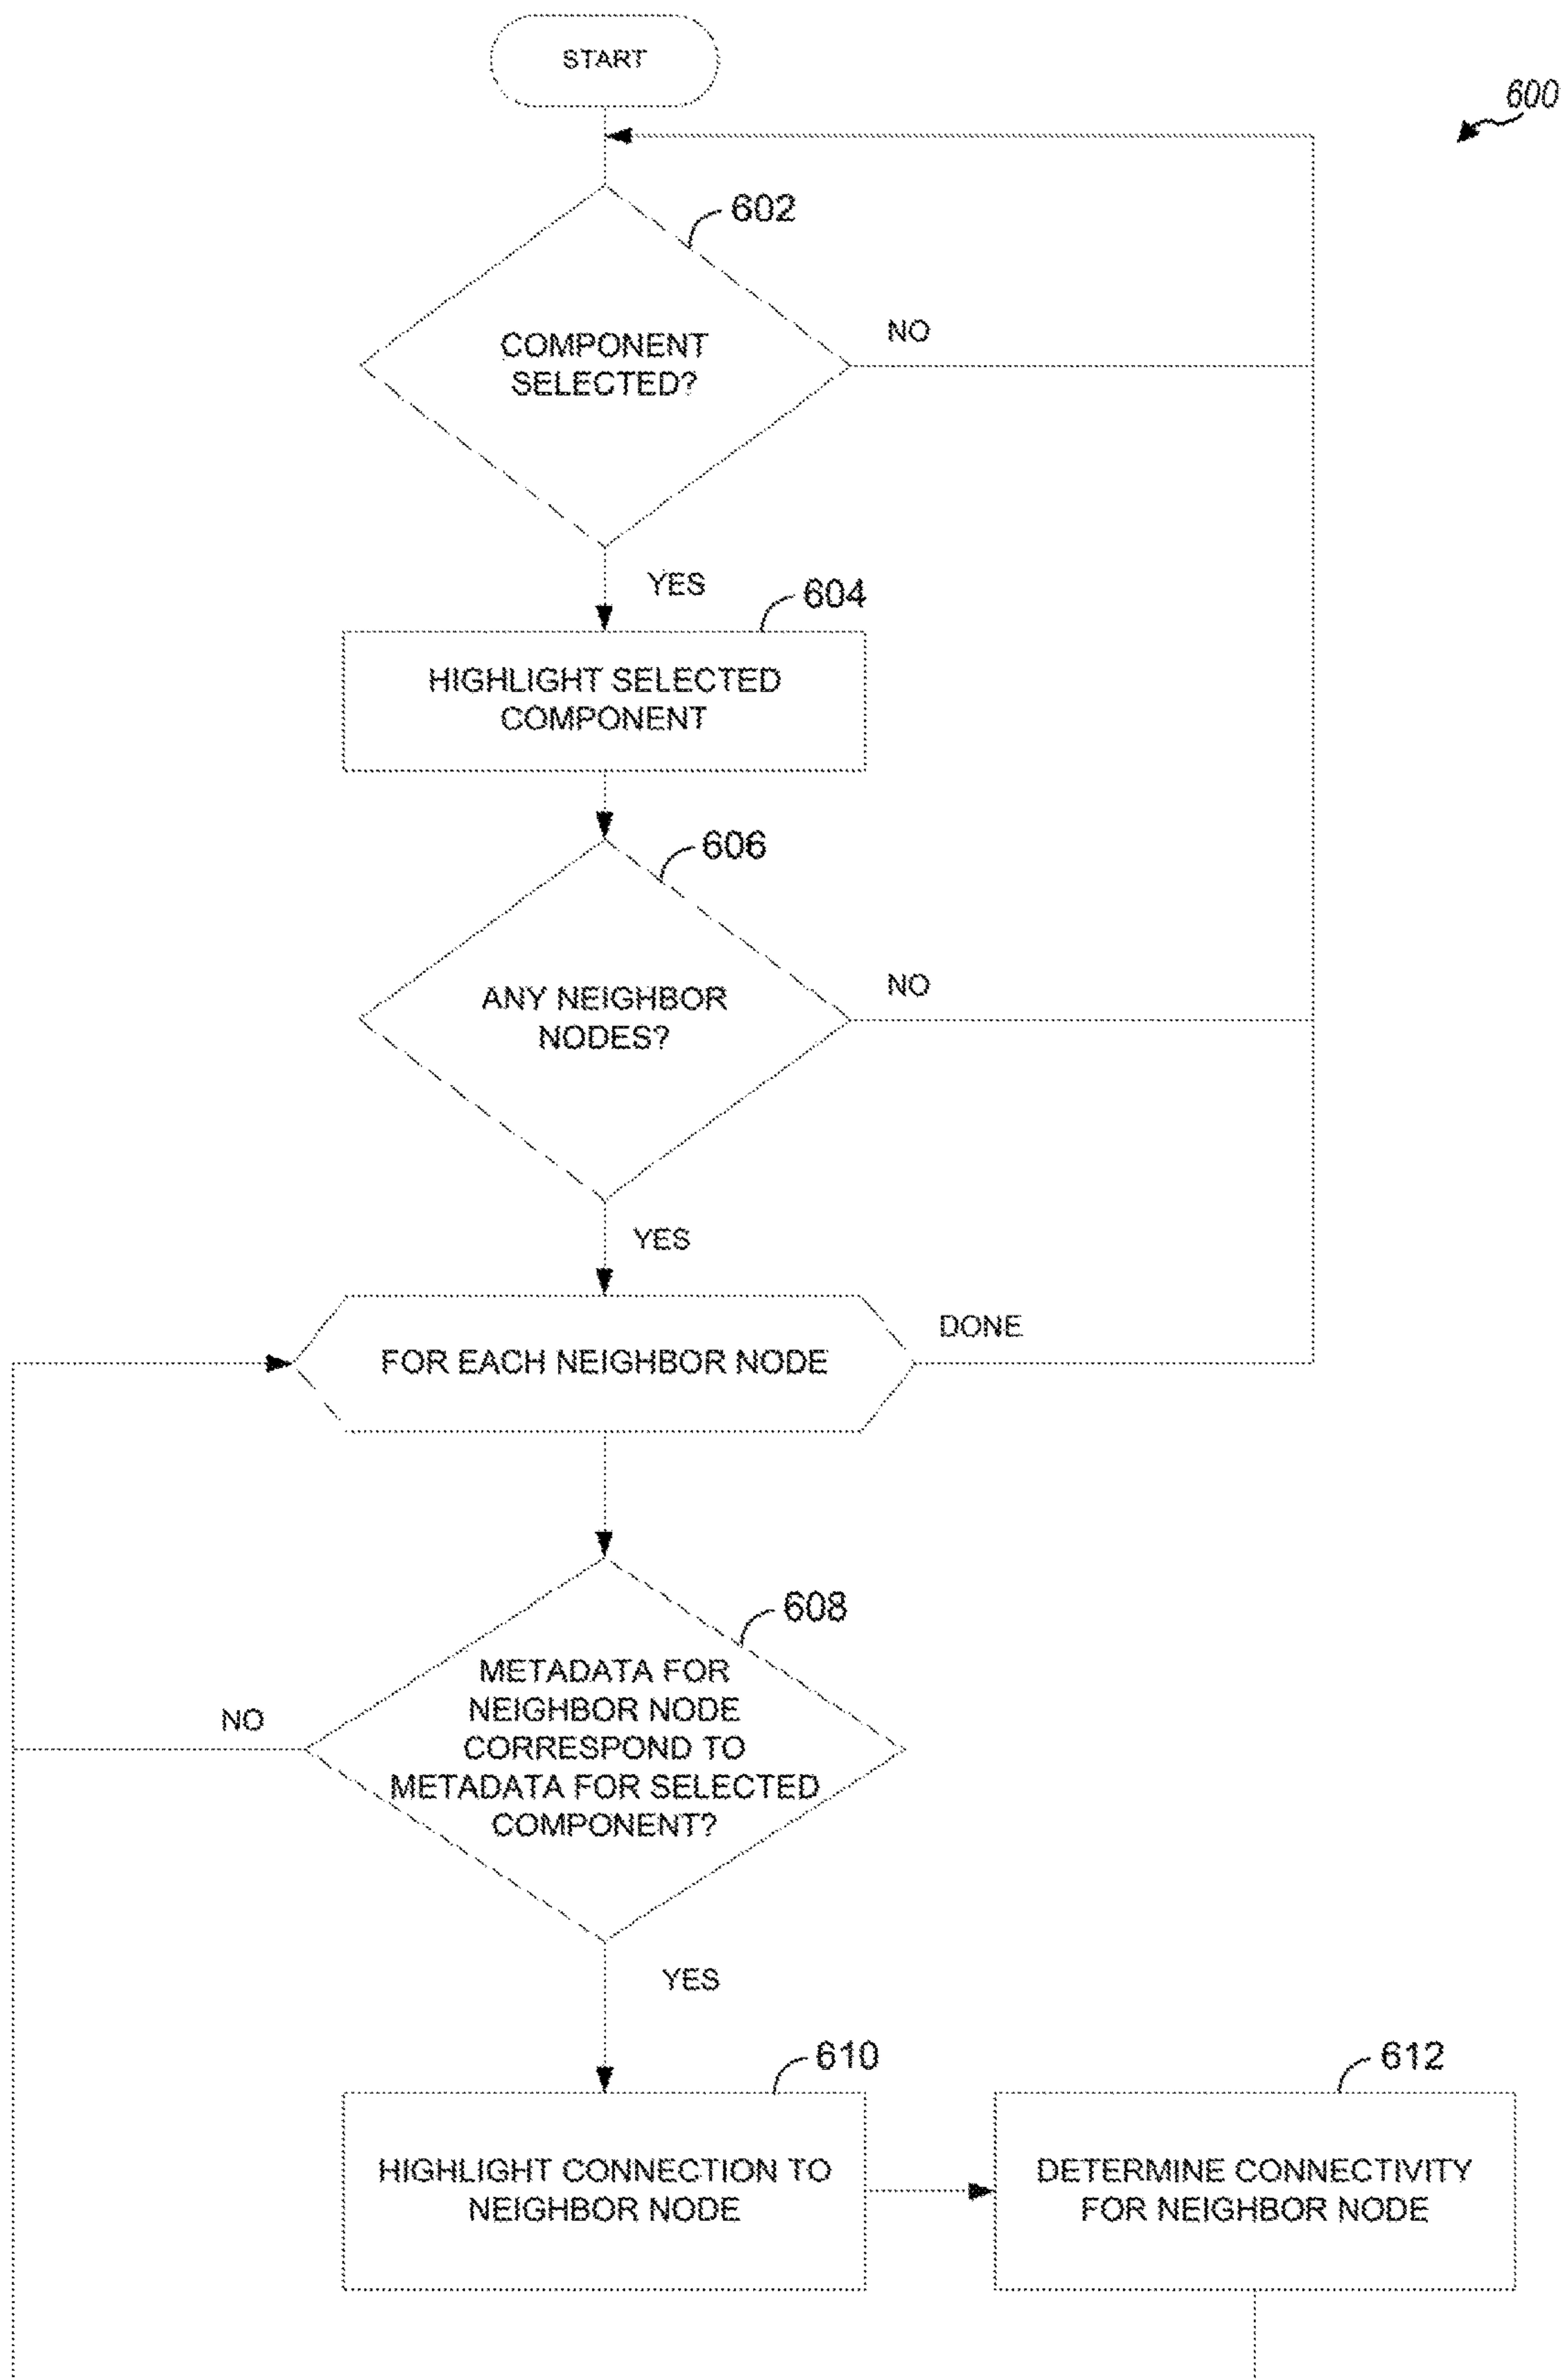 START
600
602
COMPONENT
SELECTED?
NO
YES
604
HIGHLIGHT SELECTED
COMPONENT
606
ANY NEIGHBOR
NODES?
NO
YES
FOR EACH NEIGHBOR NODE
DONE
608
METADATA FOR
NEIGHBOR NODE
CORRESPOND TO
METADATA FOR SELECTED
COMPONENT?
NO
YES
610
HIGHLIGHT CONNECTION TO
NEIGHBOR NODE
612
DETERMINE CONNECTIVITY
FOR NEIGHBOR NODE